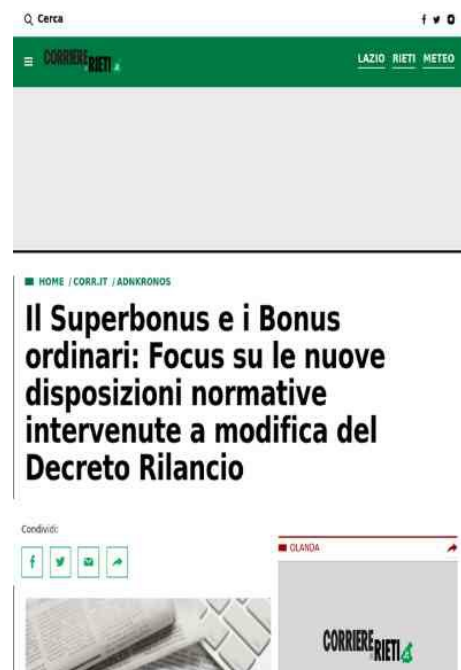 Cerca
CORRIERE RIETI
LAZIO RIETI METEO
HOME / CORR.IT / ADNKRONOS
Il Superbonus e i Bonus
ordinari: Focus su le nuove
disposizioni normative
intervenute a modifica del
Decreto Rilancio
Condividi:
OLANDA
CORRIERE DI RIETI